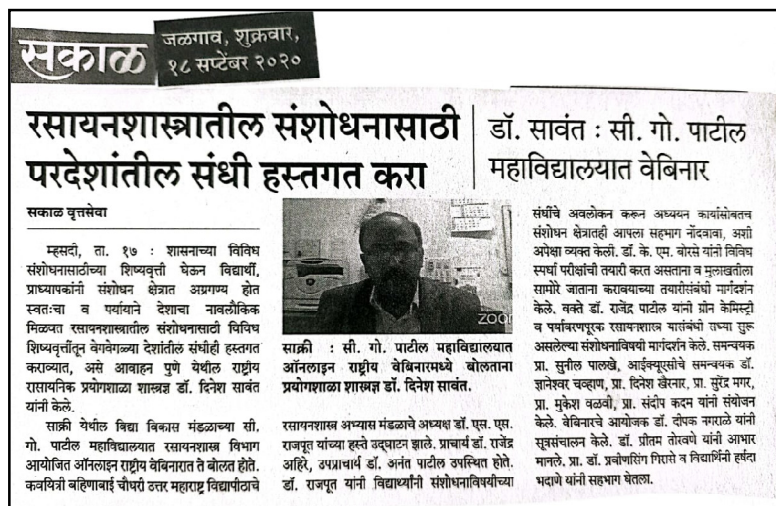 सकाळ
जळगाव, शुक्रवार,
१८ सप्टेंबर २०२०
रसायनशास्त्रातील संशोधनासाठी
परदेशांतील संधी हस्तगत करा
डॉ. सावंत : सी. गो. पाटील
महाविद्यालयात वेबिनार
सकाळ वृत्तसेवा
म्हसदी, ता. १७ : शासनाच्या विविध
संशोधनासाठीच्या शिष्यवृत्ती घेऊन विद्यार्थी,
प्राध्यापकांनी संशोधन क्षेत्रात अग्रगण्य होत
स्वतःचा व पर्यायाने देशाचा नावलौकिक
मिळवत रसायनशास्त्रातील संशोधनासाठी विविध
शिष्यवृत्तींतून वेगवेगळ्या देशांतील संधीही हस्तगत
कराव्यात, असे आवाहन पुणे येथील राष्ट्रीय
रासायनिक प्रयोगशाळा शास्त्रज्ञ डॉ. दिनेश सावंत
यांनी केले.
साक्री येथील विद्या विकास मंडळाच्या सी.
गो. पाटील महाविद्यालयात रसायनशास्त्र विभाग
आयोजित ऑनलाइन राष्ट्रीय वेबिनारात ते बोलत होते.
कवयित्री बहिणाबाई चौधरी उत्तर महाराष्ट्र विद्यापीठाचे
zoom
साक्री : सी. गो. पाटील महाविद्यालयात
ऑनलाइन राष्ट्रीय वेबिनारमध्ये बोलताना
प्रयोगशाळा शास्त्रज्ञ डॉ. दिनेश सावंत.
रसायनशास्त्र अभ्यास मंडळाचे अध्यक्ष डॉ. एस. एस.
राजपूत यांच्या हस्ते उद्‌घाटन झाले. प्राचार्य डॉ. राजेंद्र
अहिरे, उपप्राचार्य डॉ. अनंत पाटील उपस्थित होते.
डॉ. राजपूत यांनी विद्यार्थ्यांनी संशोधनाविषयीच्या
संधींचे अवलोकन करून अध्ययन कार्यासोबतच
संशोधन क्षेत्रातही आपला सहभाग नोंदवावा, अशी
अपेक्षा व्यक्त केली. डॉ. के. एम. बोरसे यांनी विविध
स्पर्धा परीक्षांची तयारी करत असताना व मुलाखतीला
सामोरे जाताना करावयाच्या तयारीसंबंधी मार्गदर्शन
केले. वक्ते डॉ. राजेंद्र पाटील यांनी ग्रीन केमिस्ट्री
व पर्यावरणपूरक रसायनशास्त्र यासंबंधी सध्या सुरू
असलेल्या संशोधनाविषयी मार्गदर्शन केले. समन्वयक
प्रा. सुनील पालखे, आईक्यूएसीचे समन्वयक डॉ.
ज्ञानेश्वर चव्हाण, प्रा. दिनेश खैरनार, प्रा. सुरेंद्र मगर,
प्रा. मुकेश वळवी, प्रा. संदीप कदम यांनी संयोजन
केले. वेबिनारचे आयोजक डॉ. दीपक नगराळे यांनी
सूत्रसंचालन केले. डॉ. प्रीतम तोरवणे यांनी आभार
मानले. प्रा. डॉ. प्रवीणसिंग गिरासे व विद्यार्थिनी हर्षदा
भदाणे यांनी सहभाग घेतला.